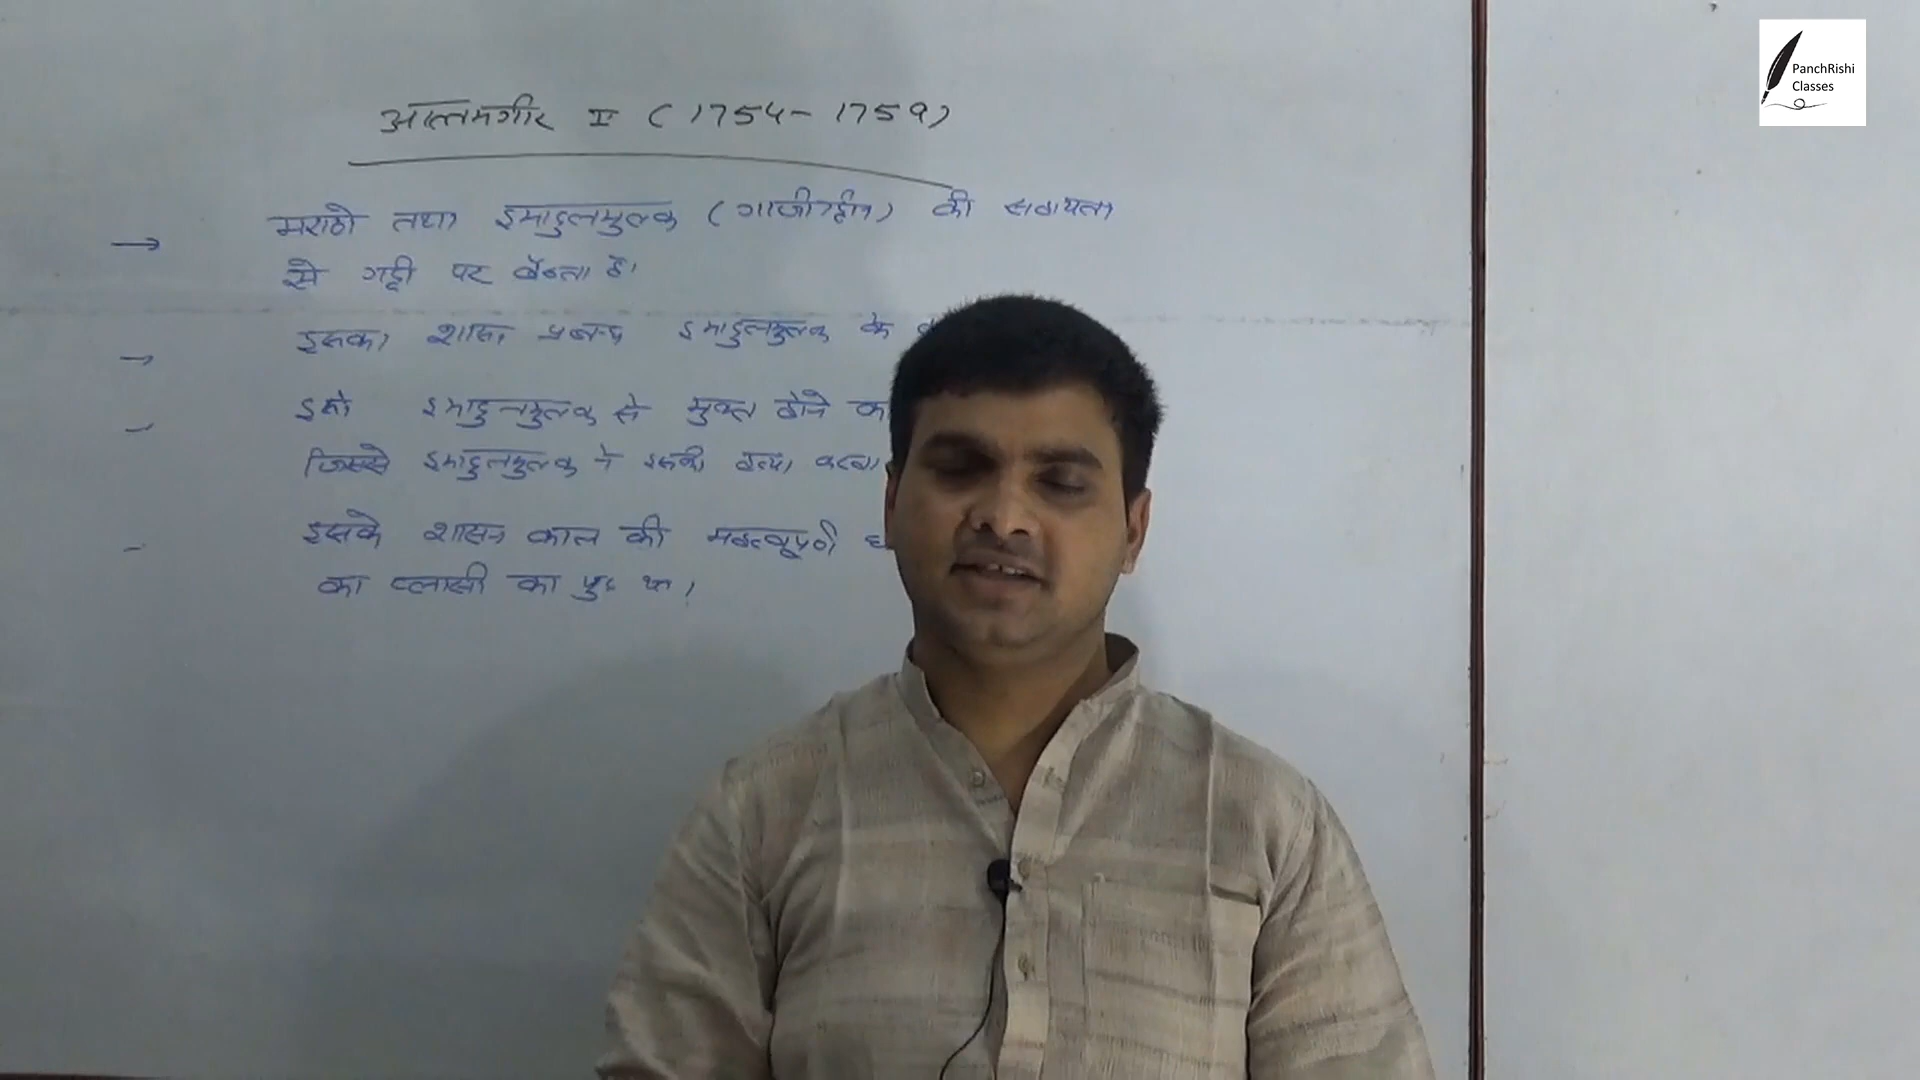 आलमगीर II (1754- 1759)
मराठो तथा इमादुलमुल्क (गाजीउद्दीन) की सहायता
से गद्दी पर बैठता है।
इसका शासन प्रबन्ध इमादुलमुल्क के
इसने इमादुलमुल्क से मुक्त होने का
जिससे इमादुलमुल्क ने इसकी हत्या करवा
इसके शासन काल की महत्वपूर्ण
का प्लासी का युद्ध था।
PanchRishi
Classes